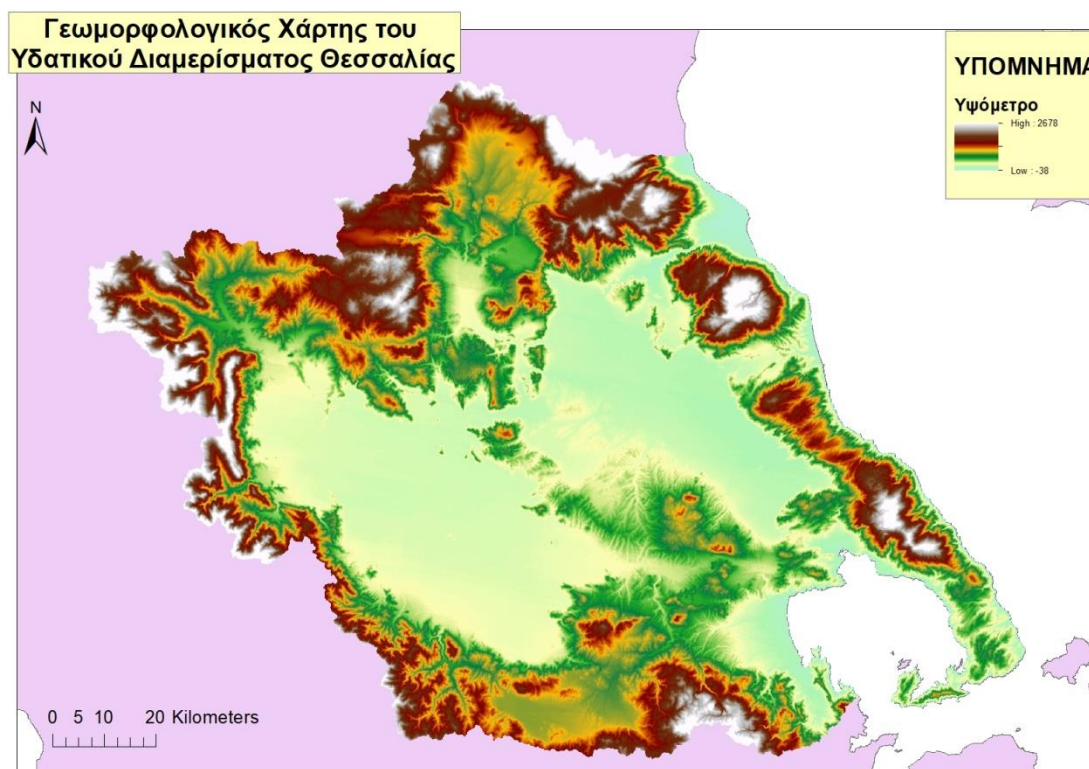 Γεωμορφολογικός Χάρτης του
Υδατικού Διαμερίσματος Θεσσαλίας
N
ΥΠΟΜΝΗΜΑ
Υψόμετρο
High : 2678
Low : -38
0 5 10 20 Kilometers